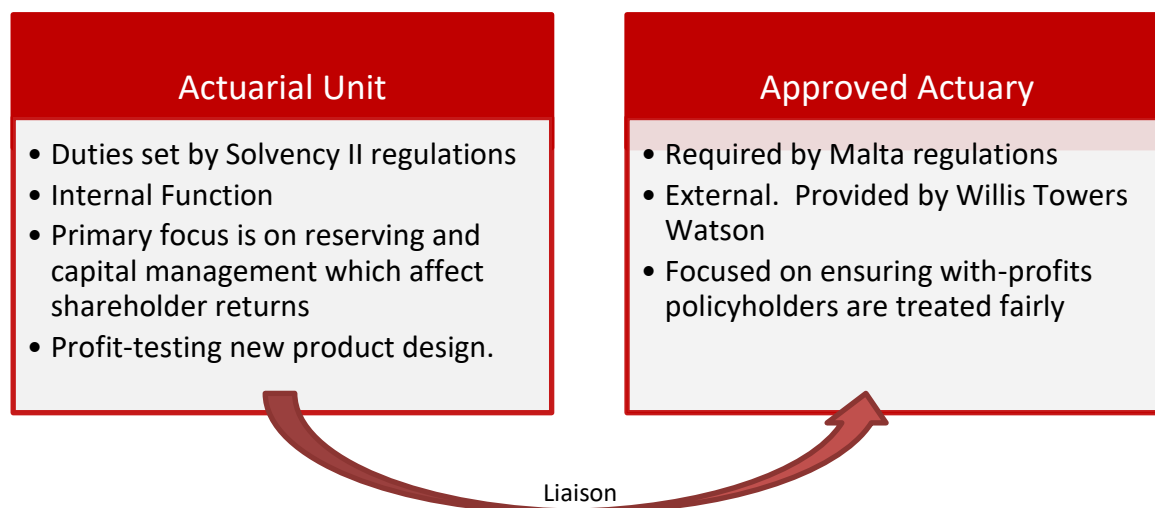 Actuarial Unit
• Duties set by Solvency II regulations
• Internal Function
• Primary focus is on reserving and
capital management which affect
shareholder returns
• Profit-testing new product design.
Approved Actuary
• Required by Malta regulations
• External.  Provided by Willis Towers
Watson
• Focused on ensuring with-profits
policyholders are treated fairly
Liaison